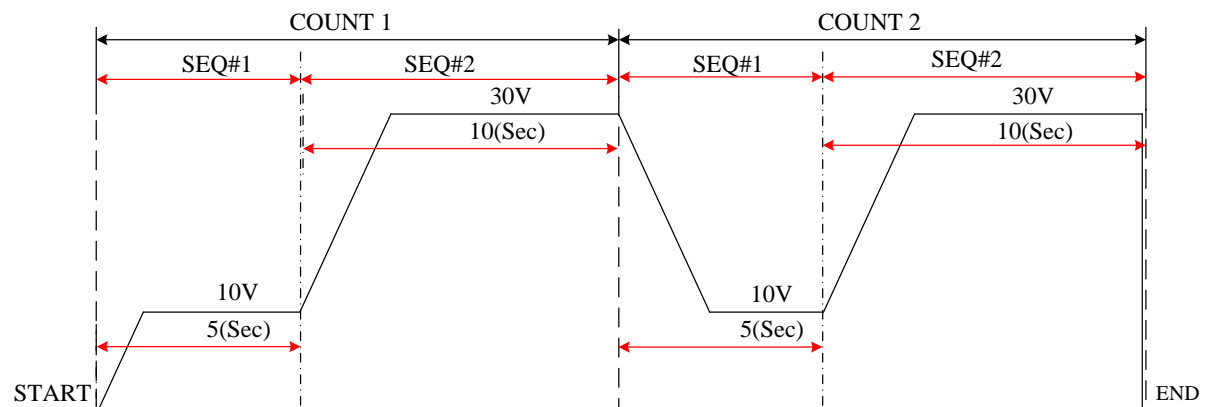 COUNT 1 COUNT 2
SEQ#1 SEQ#2 SEQ#1 SEQ#2
30V 30V
10(Sec) 10(Sec)
10V 10V
5(Sec) 5(Sec)
START END